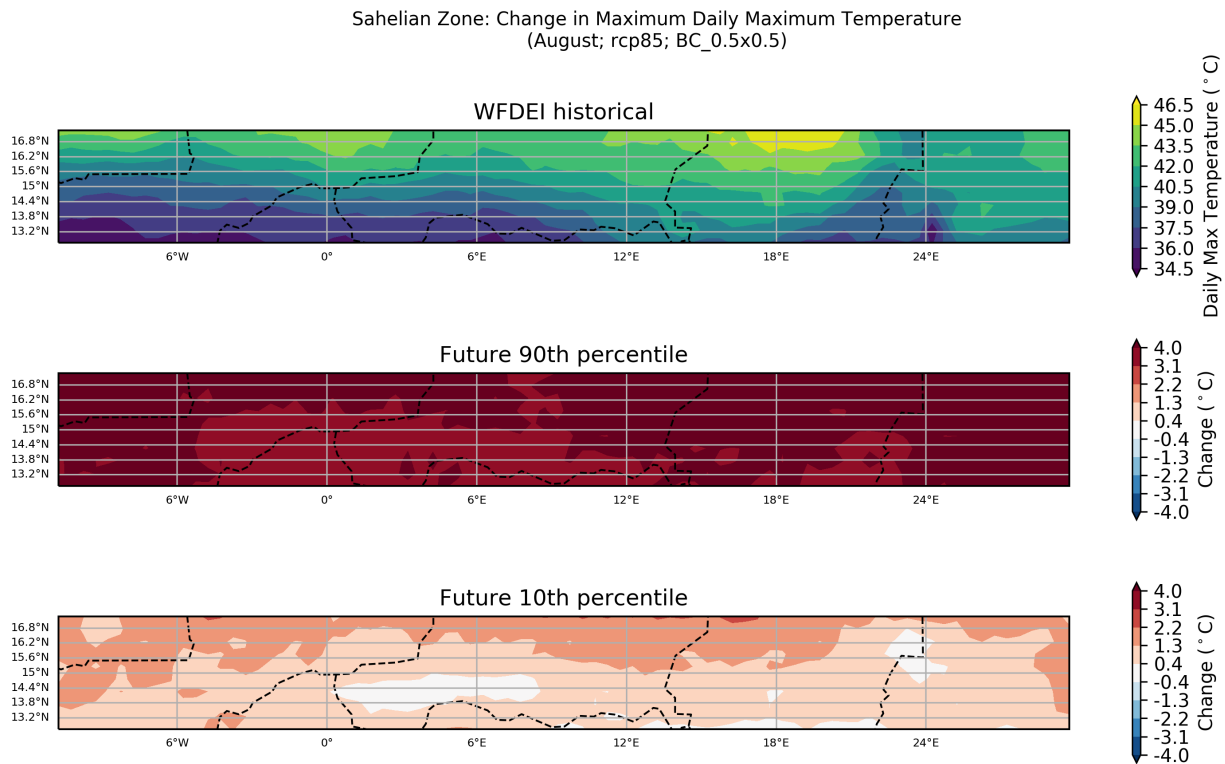 Sahelian Zone: Change in Maximum Daily Maximum Temperature
(August; rcp85; BC_0.5x0.5)
WFDEI historical
16.8°N
16.2°N
15.6°N
15°N
14.4°N
13.8°N
13.2°N
6°W
0°
6°E
12°E
18°E
24°E
46.5
45.0
43.5
42.0
40.5
39.0
37.5
36.0
34.5
Daily Max Temperature (°C)
Future 90th percentile
16.8°N
16.2°N
15.6°N
15°N
14.4°N
13.8°N
13.2°N
6°W
0°
6°E
12°E
18°E
24°E
4.0
3.1
2.2
1.3
0.4
-0.4
-1.3
-2.2
-3.1
-4.0
Change (°C)
Future 10th percentile
16.8°N
16.2°N
15.6°N
15°N
14.4°N
13.8°N
13.2°N
6°W
0°
6°E
12°E
18°E
24°E
4.0
3.1
2.2
1.3
0.4
-0.4
-1.3
-2.2
-3.1
-4.0
Change (°C)